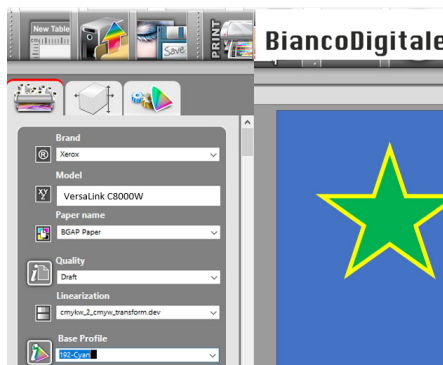 New Table
Save
PRINT
BiancoDigitale
Brand
Xerox
Model
VersaLink C8000W
Paper name
BGAP Paper
Quality
Draft
Linearization
cmykw_2_cmyw_transform.dev
Base Profile
192-Cyan